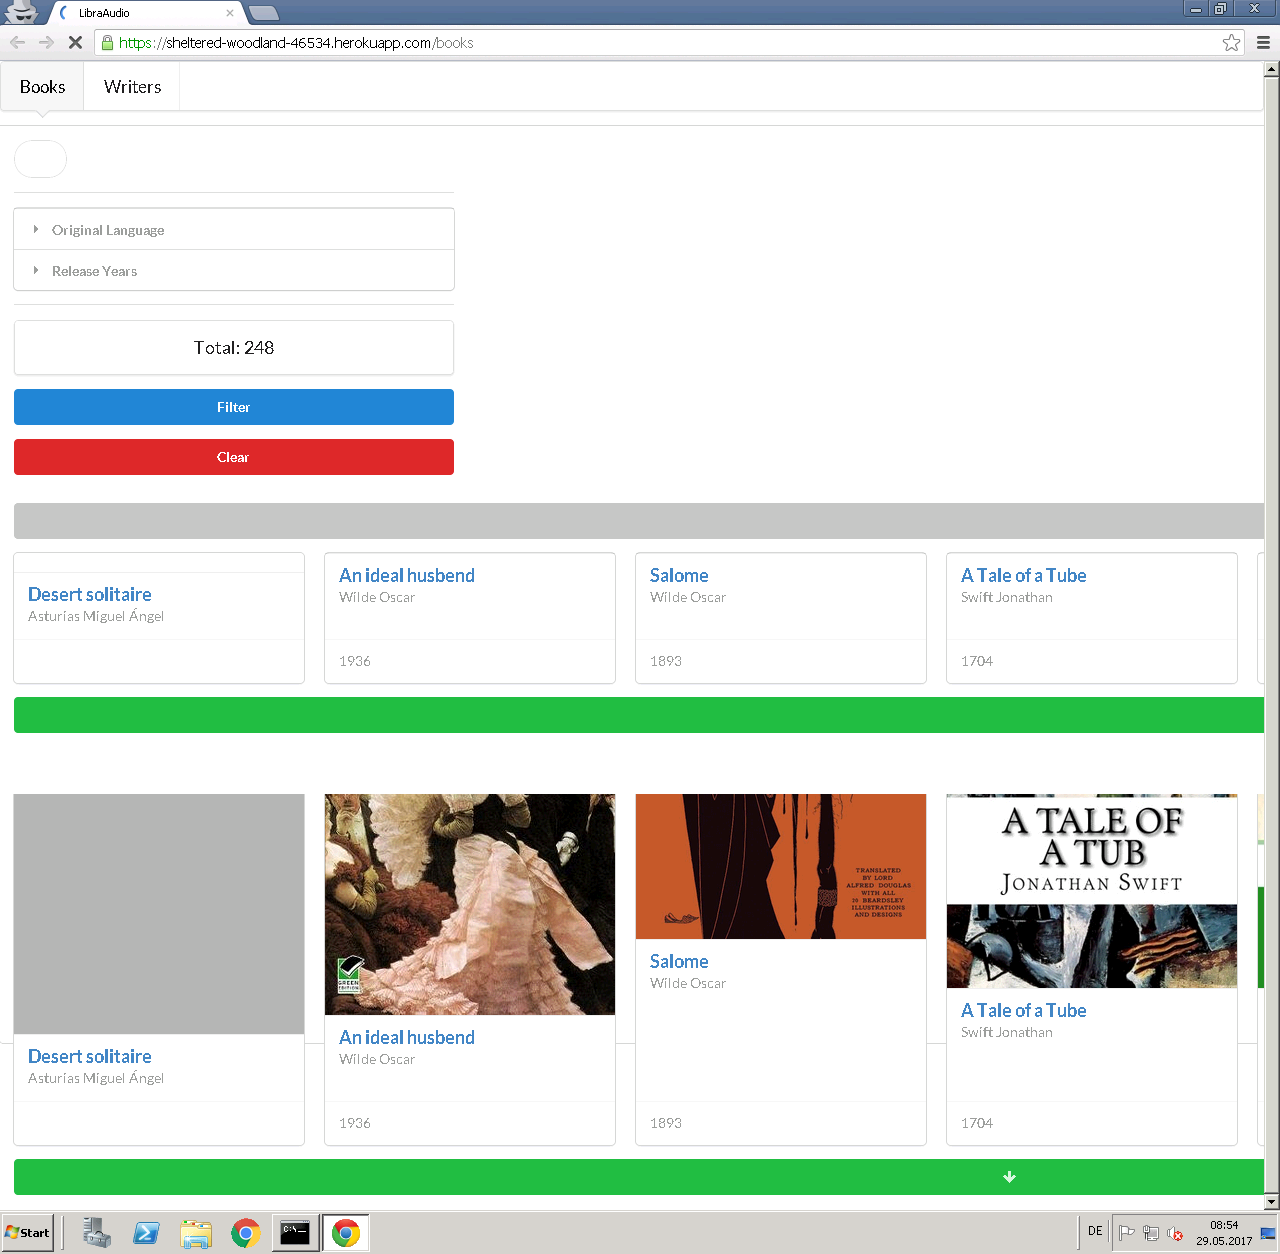 LibraAudio
https://sheltered-woodland-46534.herokuapp.com/books
Books
Writers
Original Language
Release Years
Total: 248
Filter
Clear
Desert solitaire
Asturias Miguel Ángel
An ideal husbend
Wilde Oscar
1936
Salome
Wilde Oscar
1893
A Tale of a Tube
Swift Jonathan
1704
GREEN
EDITION
TRANSLATED
BY LORD
ALFRED DOUGLAS
WITH ALL
BEARDSLEY
ILLUSTRATIONS
AND DESIGNS
A TALE OF
A TUB
JONATHAN SWIFT
Desert solitaire
Asturias Miguel Ángel
An ideal husbend
Wilde Oscar
1936
Salome
Wilde Oscar
1893
A Tale of a Tube
Swift Jonathan
1704
Start
C:\_
DE
08:54
29.05.2017